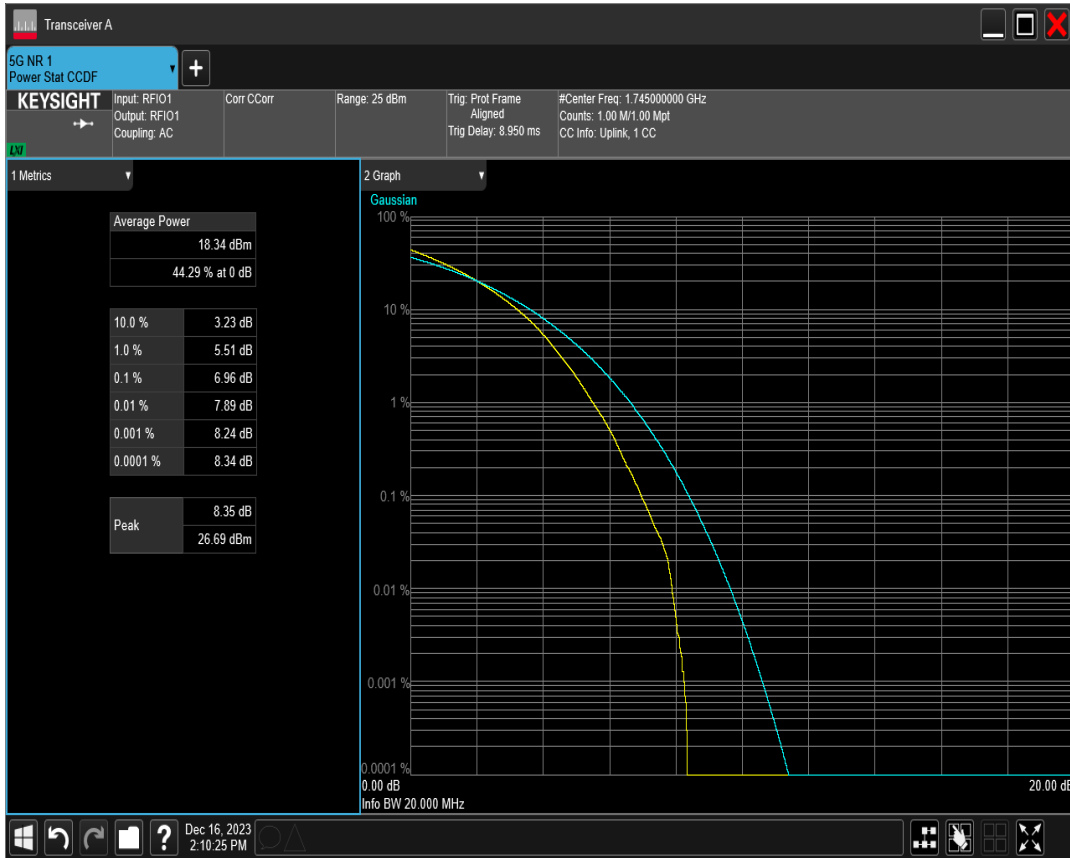 Transceiver A
5G NR 1
Power Stat CCDF
+
KEYSIGHT
LXI
Input: RFIO1
Output: RFIO1
Coupling: AC
Corr CCorr
Range: 25 dBm
Trig: Prot Frame
Aligned
Trig Delay: 8.950 ms
#Center Freq: 1.745000000 GHz
Counts: 1.00 M/1.00 Mpt
CC Info: Uplink, 1 CC
1 Metrics
Average Power
18.34 dBm
44.29 % at 0 dB
10.0 % 3.23 dB
1.0 % 5.51 dB
0.1 % 6.96 dB
0.01 % 7.89 dB
0.001 % 8.24 dB
0.0001 % 8.34 dB
Peak
8.35 dB
26.69 dBm
2 Graph
Gaussian
100 %
10 %
1 %
0.1 %
0.01 %
0.001 %
0.0001 %
0.00 dB 20.00 dB
Info BW 20.000 MHz
?
Dec 16, 2023
2:10:25 PM